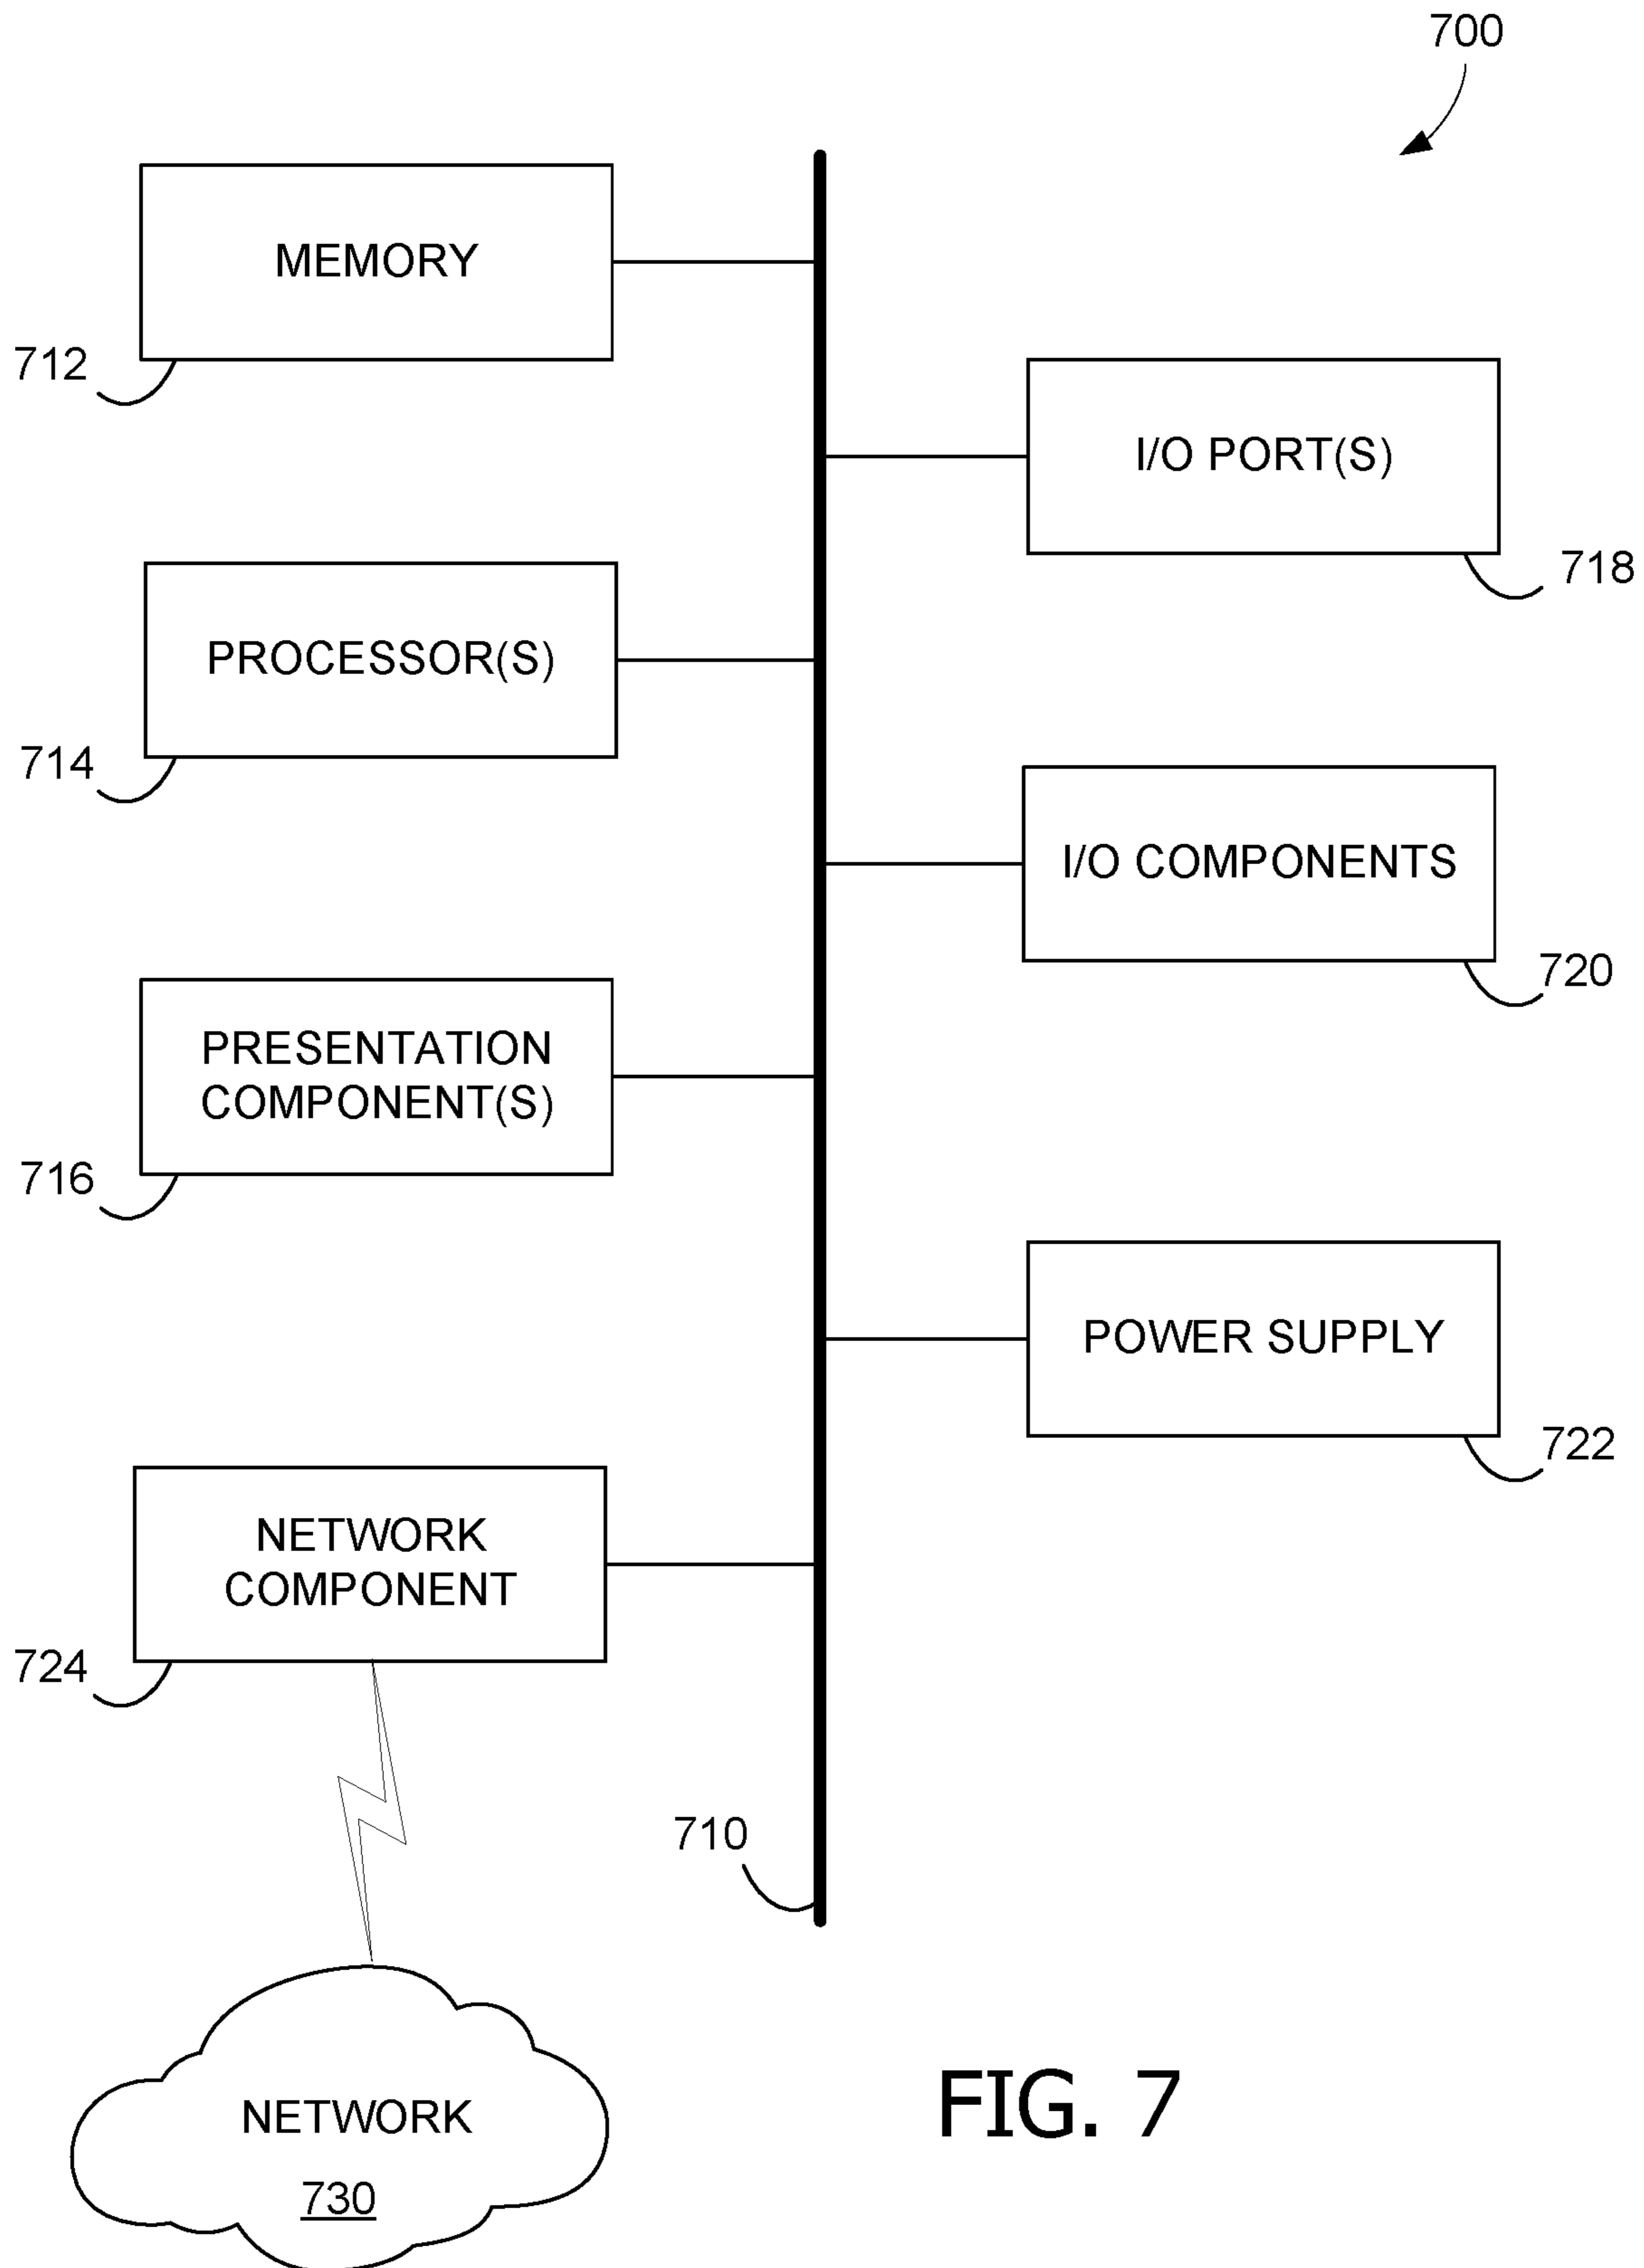 700
MEMORY
712
I/O PORT(S)
718
PROCESSOR(S)
714
I/O COMPONENTS
720
PRESENTATION
COMPONENT(S)
716
POWER SUPPLY
722
NETWORK
COMPONENT
724
710
NETWORK
730
FIG. 7